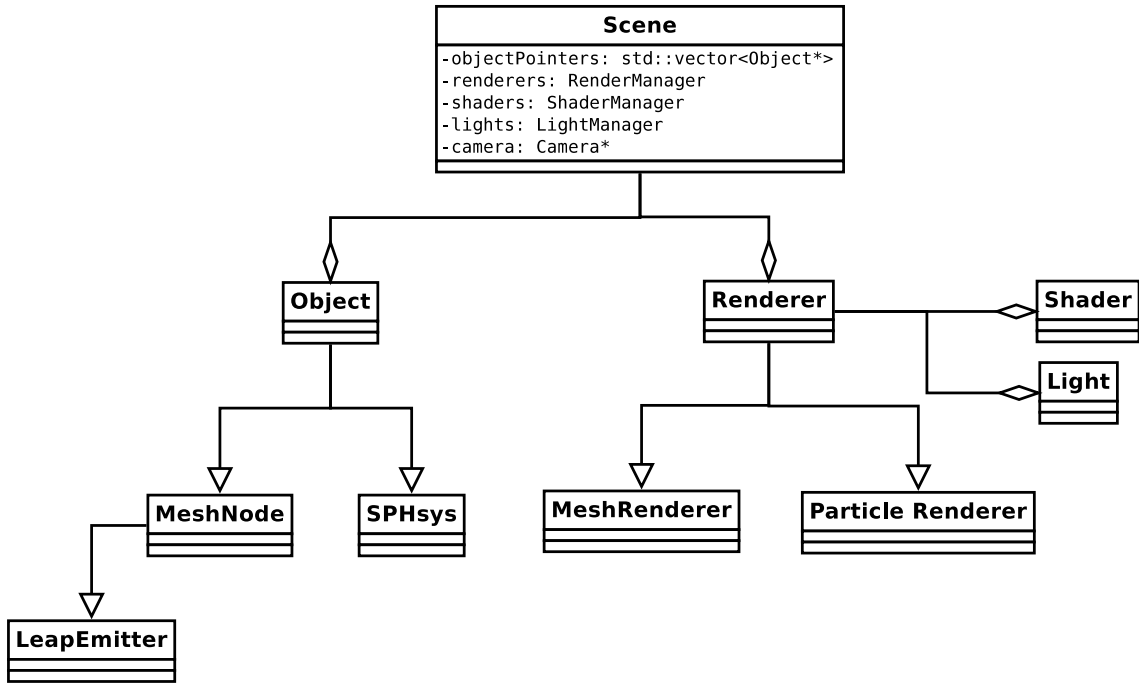 Scene
-objectPointers: std::vector<Object*>
-renderers: RenderManager
-shaders: ShaderManager
-lights: LightManager
-camera: Camera*
Object
Renderer
Shader
Light
MeshNode
SPHsys
MeshRenderer
Particle Renderer
LeapEmitter